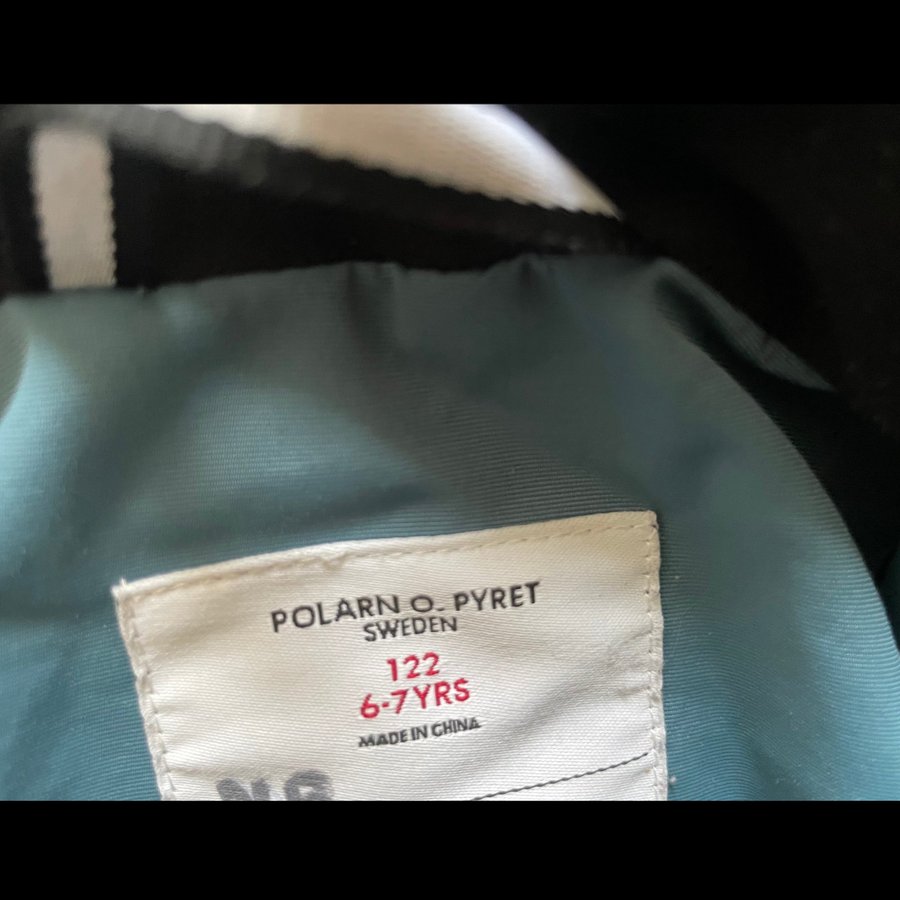 POLARN O. PYRET
SWEDEN
122
6-7 YRS
MADE IN CHINA